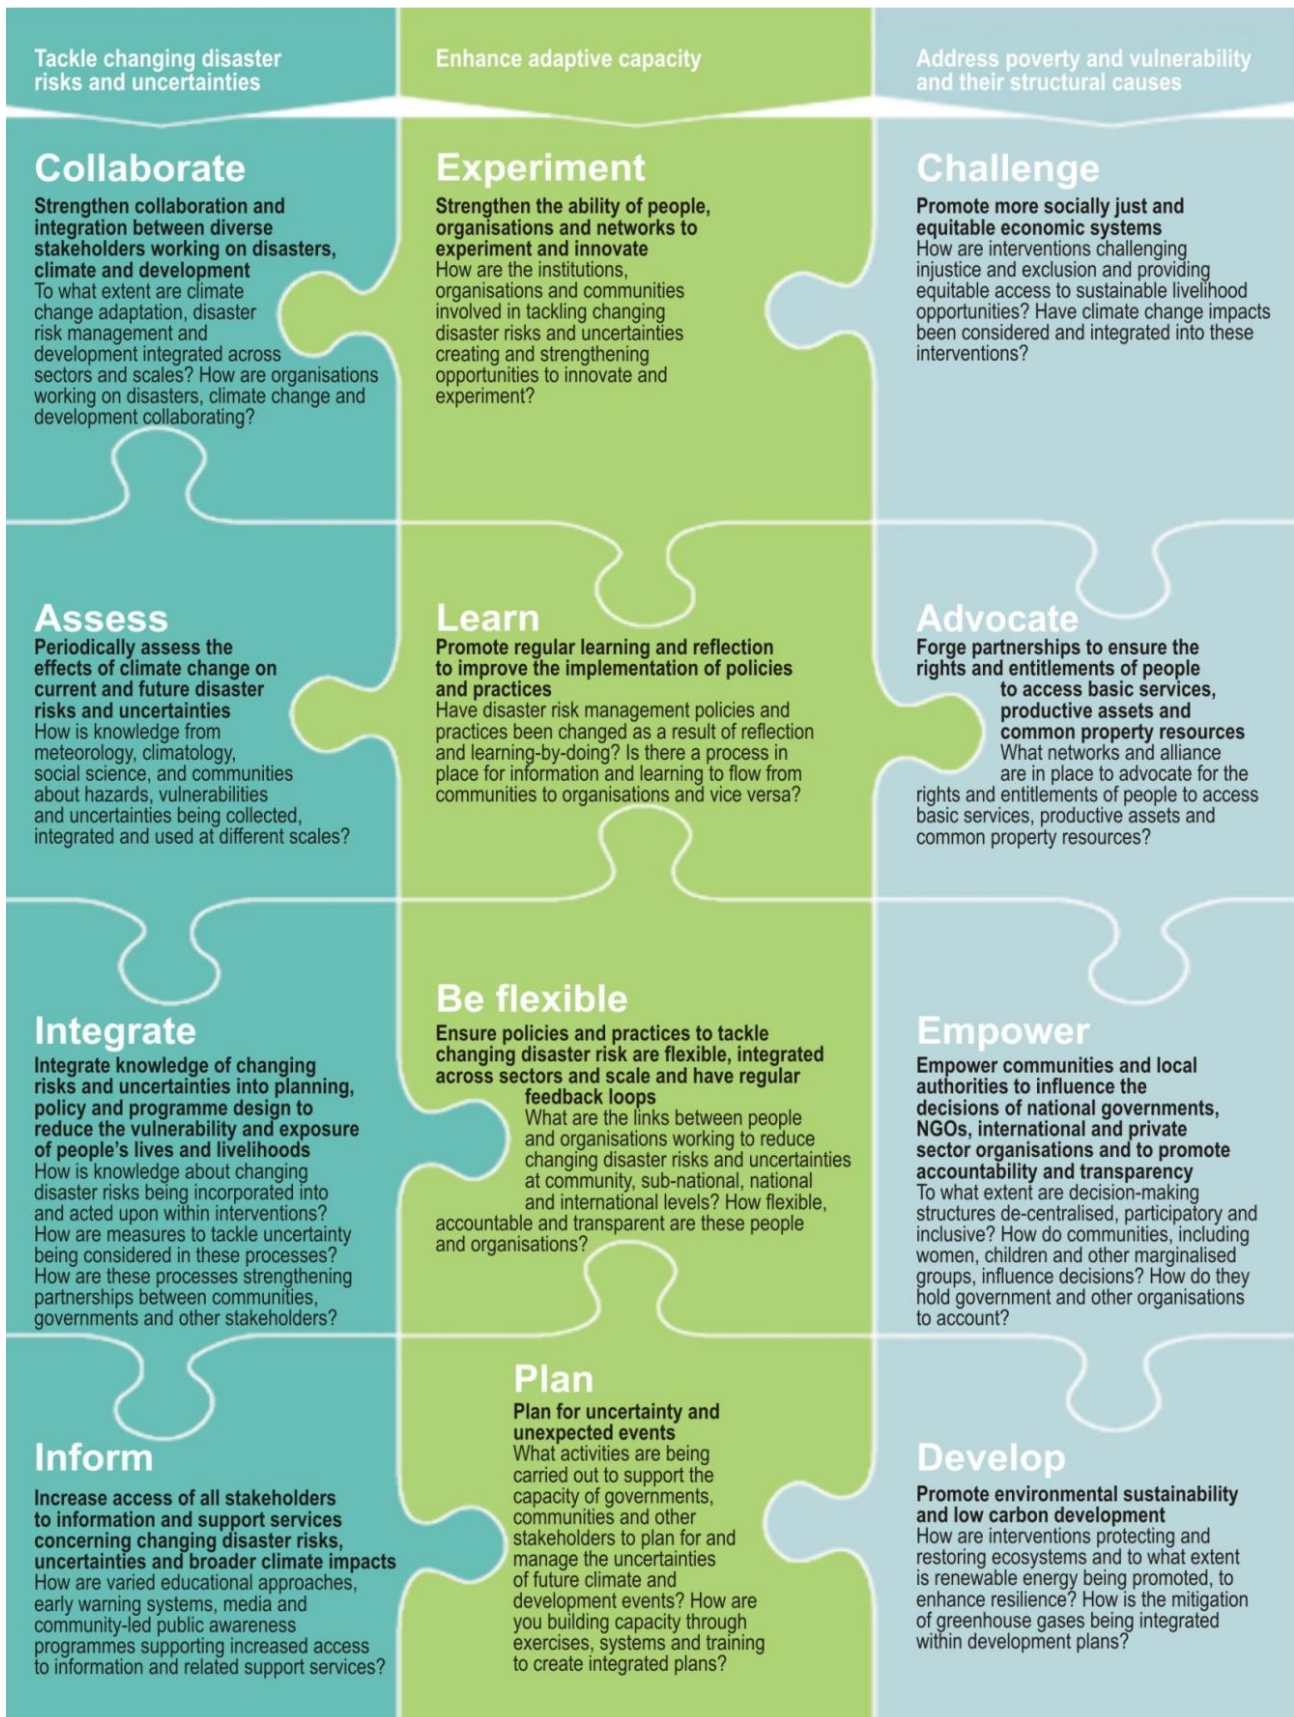 Tackle changing disaster
risks and uncertainties
Enhance adaptive capacity
Address poverty and vulnerability
and their structural causes
Collaborate
Strengthen collaboration and
integration between diverse
stakeholders working on disasters,
climate and development
To what extent are climate
change adaptation, disaster
risk management and
development integrated across
sectors and scales? How are organisations
working on disasters, climate change and
development collaborating?
Experiment
Strengthen the ability of people,
organisations and networks to
experiment and innovate
How are the institutions,
organisations and communities
involved in tackling changing
disaster risks and uncertainties
creating and strengthening
opportunities to innovate and
experiment?
Challenge
Promote more socially just and
equitable economic systems
How are interventions challenging
injustice and exclusion and providing
equitable access to sustainable livelihood
opportunities? Have climate change impacts
been considered and integrated into these
interventions?
Assess
Periodically assess the
effects of climate change on
current and future disaster
risks and uncertainties
How is knowledge from
meteorology, climatology,
social science, and communities
about hazards, vulnerabilities
and uncertainties being collected,
integrated and used at different scales?
Learn
Promote regular learning and reflection
to improve the implementation of policies
and practices
Have disaster risk management policies and
practices been changed as a result of reflection
and learning-by-doing? Is there a process in
place for information and learning to flow from
communities to organisations and vice versa?
Advocate
Forge partnerships to ensure the
rights and entitlements of people
to access basic services,
productive assets and
common property resources
What networks and alliance
are in place to advocate for the
rights and entitlements of people to access
basic services, productive assets and
common property resources?
Integrate
Integrate knowledge of changing
risks and uncertainties into planning,
policy and programme design to
reduce the vulnerability and exposure
of people's lives and livelihoods
How is knowledge about changing
disaster risks being incorporated into
and acted upon within interventions?
How are measures to tackle uncertainty
being considered in these processes?
How are these processes strengthening
partnerships between communities,
governments and other stakeholders?
Be flexible
Ensure policies and practices to tackle
changing disaster risk are flexible, integrated
across sectors and scale and have regular
feedback loops
What are the links between people
and organisations working to reduce
changing disaster risks and uncertainties
at community, sub-national, national
and international levels? How flexible,
accountable and transparent are these people
and organisations?
Empower
Empower communities and local
authorities to influence the
decisions of national governments,
NGOs, international and private
sector organisations and to promote
accountability and transparency
To what extent are decision-making
structures de-centralised, participatory and
inclusive? How do communities, including
women, children and other marginalised
groups, influence decisions? How do they
hold government and other organisations
to account?
Inform
Increase access of all stakeholders
to information and support services
concerning changing disaster risks,
uncertainties and broader climate impacts
How are varied educational approaches,
early warning systems, media and
community-led public awareness
programmes supporting increased access
to information and related support services?
Plan
Plan for uncertainty and
unexpected events
What activities are being
carried out to support the
capacity of governments,
communities and other
stakeholders to plan for and
manage the uncertainties
of future climate and
development events? How are
you building capacity through
exercises, systems and training
to create integrated plans?
Develop
Promote environmental sustainability
and low carbon development
How are interventions protecting and
restoring ecosystems and to what extent
is renewable energy being promoted, to
enhance resilience? How is the mitigation
of greenhouse gases being integrated
within development plans?